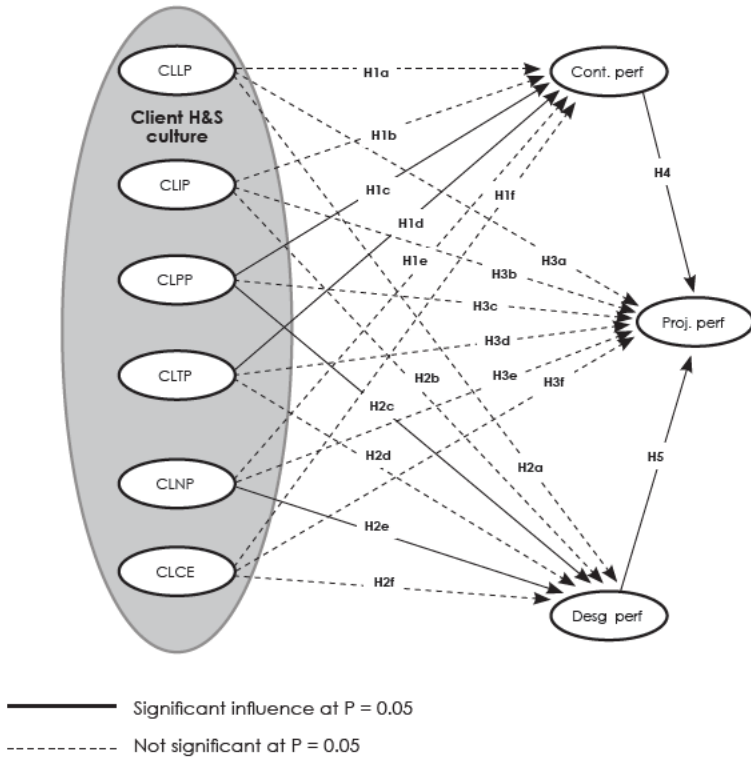 CLLP
Client H&S
culture
CLIP
CLPP
CLTP
CLNP
CLCE
H1a
H1b
H1c
H1d
H1e
H1f
H3a
H3b
H3c
H3d
H3e
H3f
H2b
H2c
H2d
H2a
H2e
H2f
Cont. perf
H4
Proj. perf
H5
Desg perf
Significant influence at P = 0.05
Not significant at P = 0.05